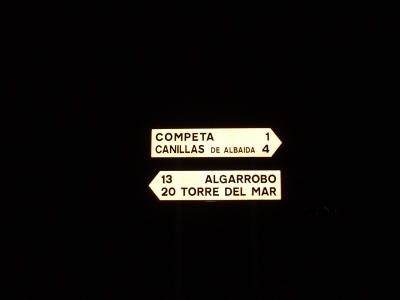 COMPETA 1
CANILLAS DE ALBAIDA 4
13 ALGARROBO
20 TORRE DEL MAR